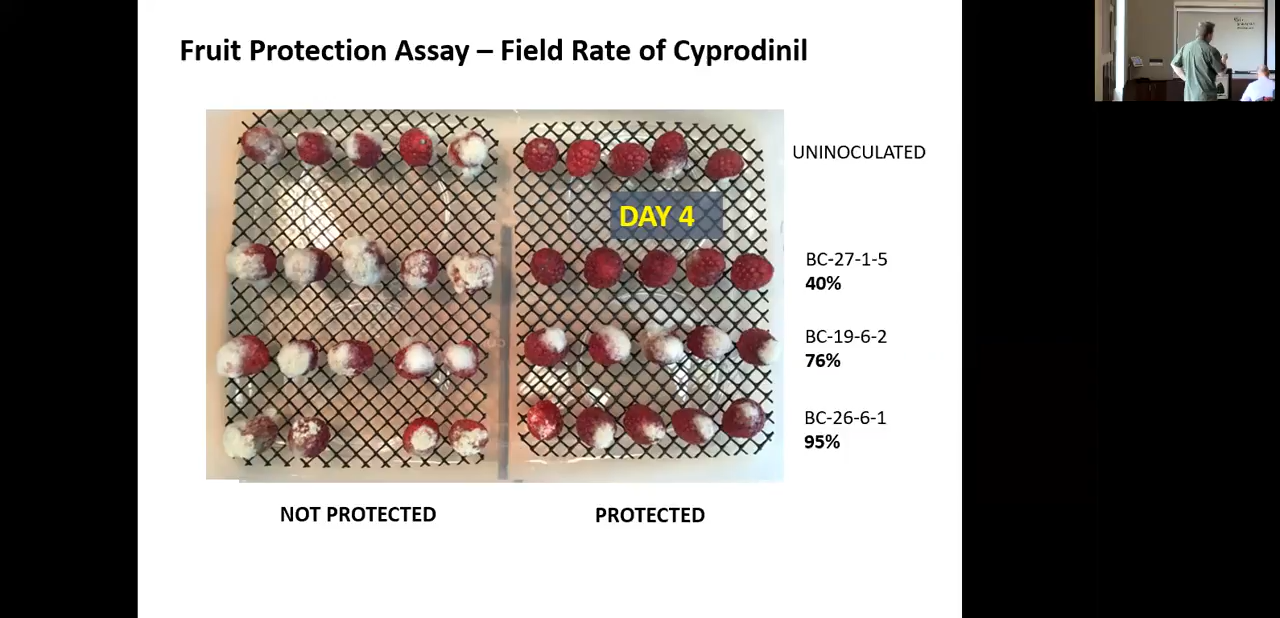 Fruit Protection Assay – Field Rate of Cyprodinil
UNINOCULATED
DAY 4
BC-27-1-5
40%
BC-19-6-2
76%
BC-26-6-1
95%
NOT PROTECTED
PROTECTED